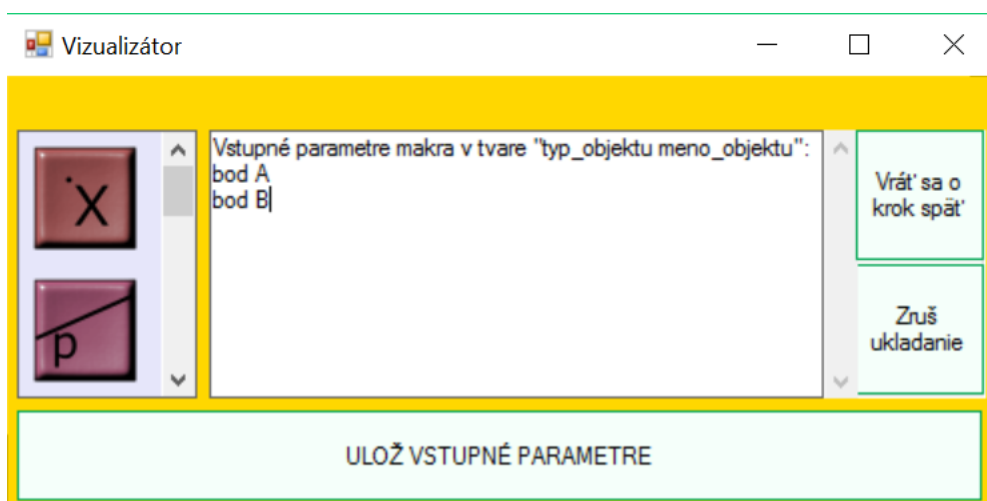 Vizualizátor
X
p
Vstupné parametre makra v tvare "typ_objektu meno_objektu":
bod A
bod B
Vráť sa o
krok späť
Zruš
ukladanie
ULOŽ VSTUPNÉ PARAMETRE